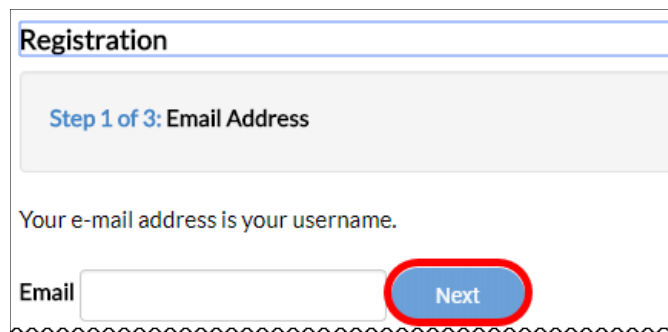 Registration
Step 1 of 3: Email Address
Your e-mail address is your username.
Email Next